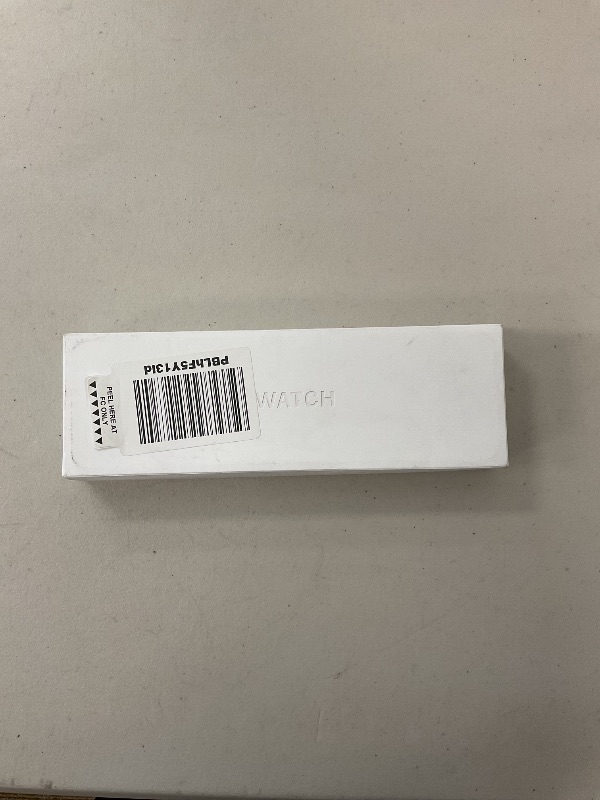 PBLhF5Y13ld
PEEL HERE AT
FC ONLY
WATCH